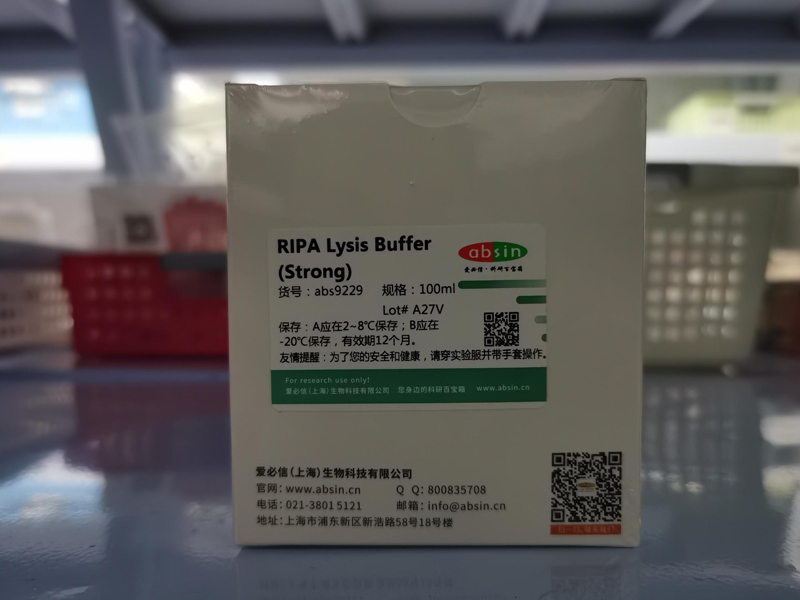 RIPA Lysis Buffer
(Strong)
absin
爱必信·科研百宝箱
货号：abs9229 规格：100ml
Lot# A27V
保存：A应在2~8℃保存；B应在
-20℃保存，有效期12个月。
友情提醒：为了您的安全和健康，请穿实验服并带手套操作。
For research use only!
爱必信（上海）生物科技有限公司 您身边的科研百宝箱 www.absin.cn
爱必信（上海）生物科技有限公司
官网：www.absin.cn Q Q: 800835708
电话：021-38015121 邮箱：info@absin.cn
地址：上海市浦东新区新浩路58号18号楼